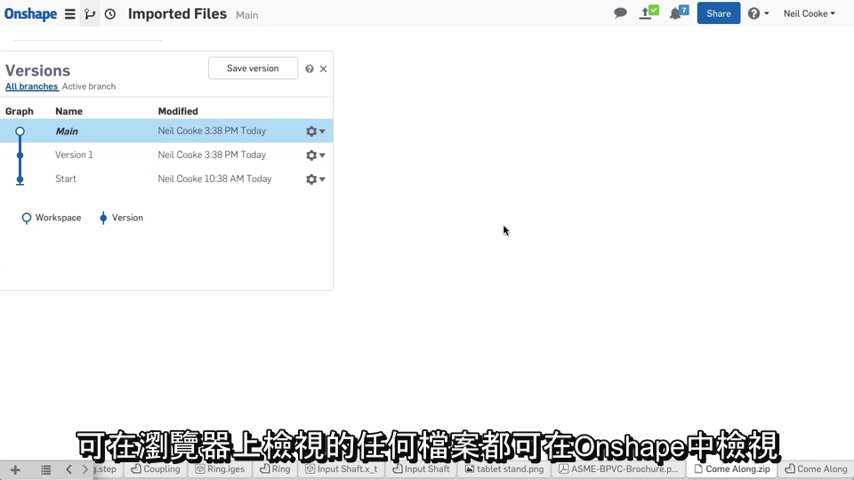 Onshape Imported Files Main 7 Share Neil Cooke
Versions Save version
All branches Active branch
Graph Name Modified
Main Neil Cooke 3:38 PM Today
Version 1 Neil Cooke 3:38 PM Today
Start Neil Cooke 10:38 AM Today
Workspace Version
可在瀏覽器上檢視的任何檔案都可在Onshape中檢視
g.step Coupling Ring.iges Ring Input Shaft.x_t Input Shaft tablet stand.png ASME-BPVC-Brochure.p... Come Along.zip Come Along